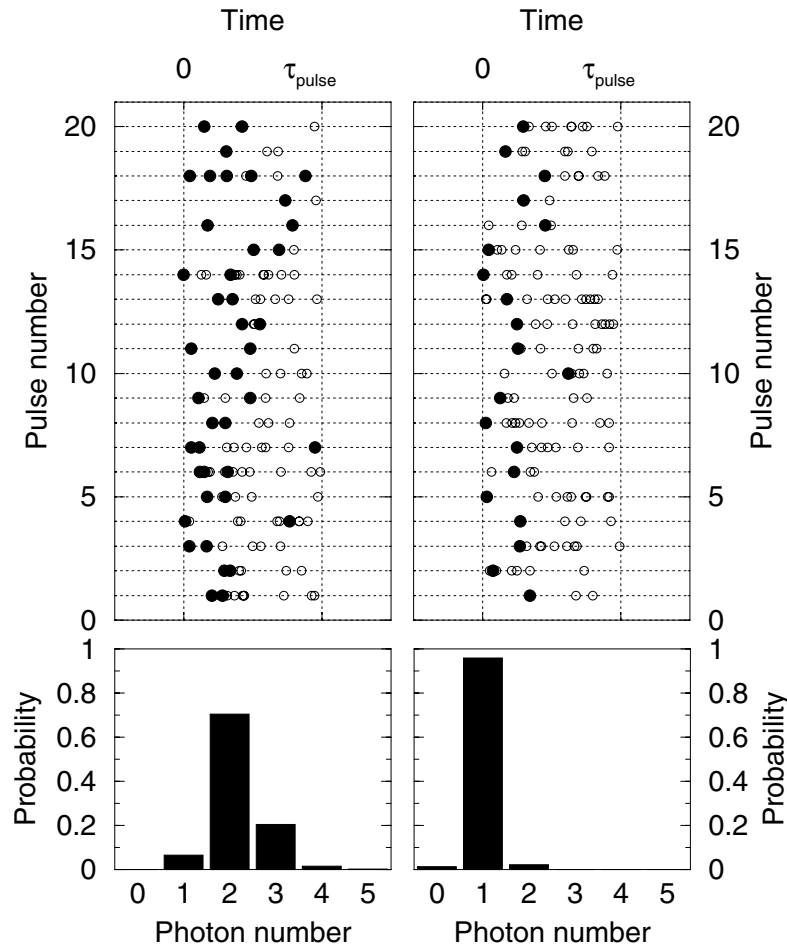 Time Time
0 τpulse 0 τpulse
20 20
15 15
10 10
5 5
0 0
Pulse number Pulse number
1 1
0.8 0.8
0.6 0.6
0.4 0.4
0.2 0.2
0 0
Probability Probability
0 1 2 3 4 5 0 1 2 3 4 5
Photon number Photon number